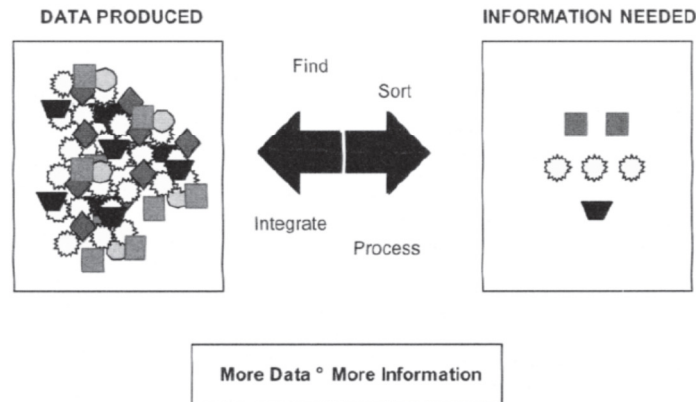 DATA PRODUCED
INFORMATION NEEDED
Find
Sort
Integrate
Process
More Data ° More Information